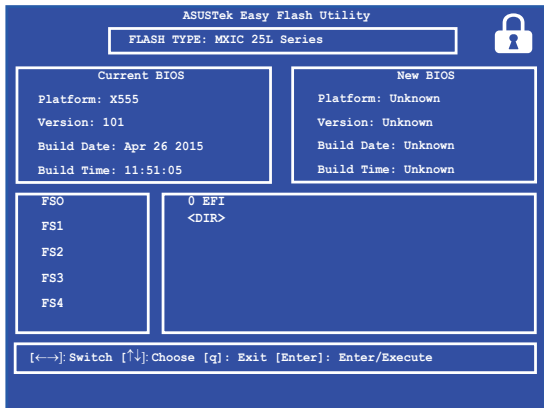 ASUSTek Easy Flash Utility
FLASH TYPE: MXIC 25L Series
Current BIOS
Platform: X555
Version: 101
Build Date: Apr 26 2015
Build Time: 11:51:05
New BIOS
Platform: Unknown
Version: Unknown
Build Date: Unknown
Build Time: Unknown
FSO
FS1
FS2
FS3
FS4
0 EFI
<DIR>
[←→]: Switch [↑↓]: Choose [q]: Exit [Enter]: Enter/Execute